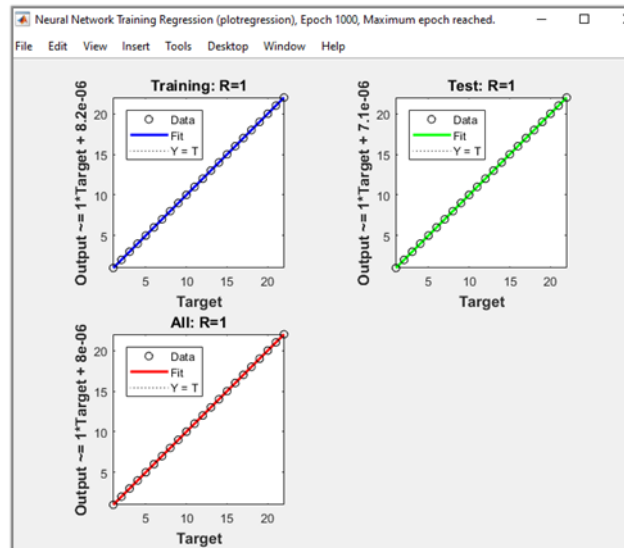 Neural Network Training Regression (plotregression), Epoch 1000, Maximum epoch reached.
File Edit View Insert Tools Desktop Window Help
Training: R=1
Output ~= 1*Target + 8.2e-06
Data
Fit
Y = T
20
15
10
5
5 10 15 20
Target
Test: R=1
Output ~= 1*Target + 7.1e-06
Data
Fit
Y = T
20
15
10
5
5 10 15 20
Target
All: R=1
Output ~= 1*Target + 8e-06
Data
Fit
Y = T
20
15
10
5
5 10 15 20
Target